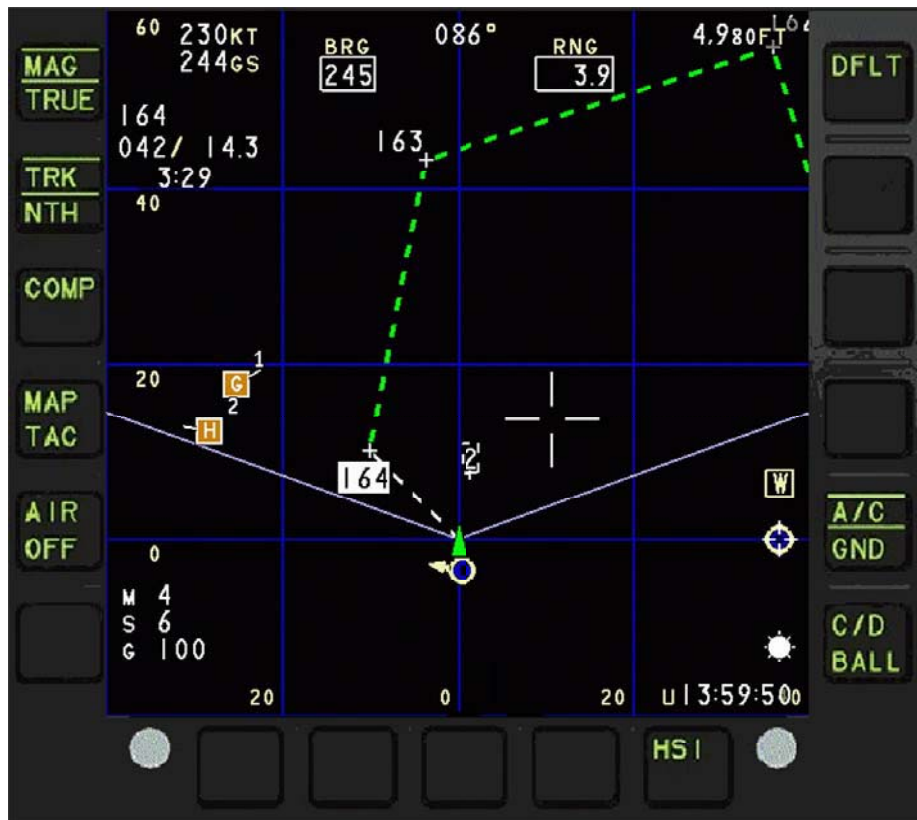 60 230KT BRG 086° RNG 4,980FT
244GS 245 3.9
164
042/ 14.3
3:29
163
40
20
1
G
2
H
164
2
W
0
M 4
S 6
G 100
20 0 20 U13:59:50
MAG
TRUE
TRK
NTH
COMP
MAP
TAC
AIR
OFF
DFLT
A/C
GND
C/D
BALL
HSI